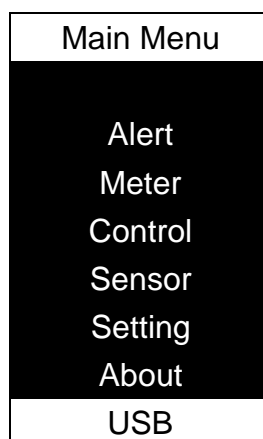 Main Menu
Alert
Meter
Control
Sensor
Setting
About
USB